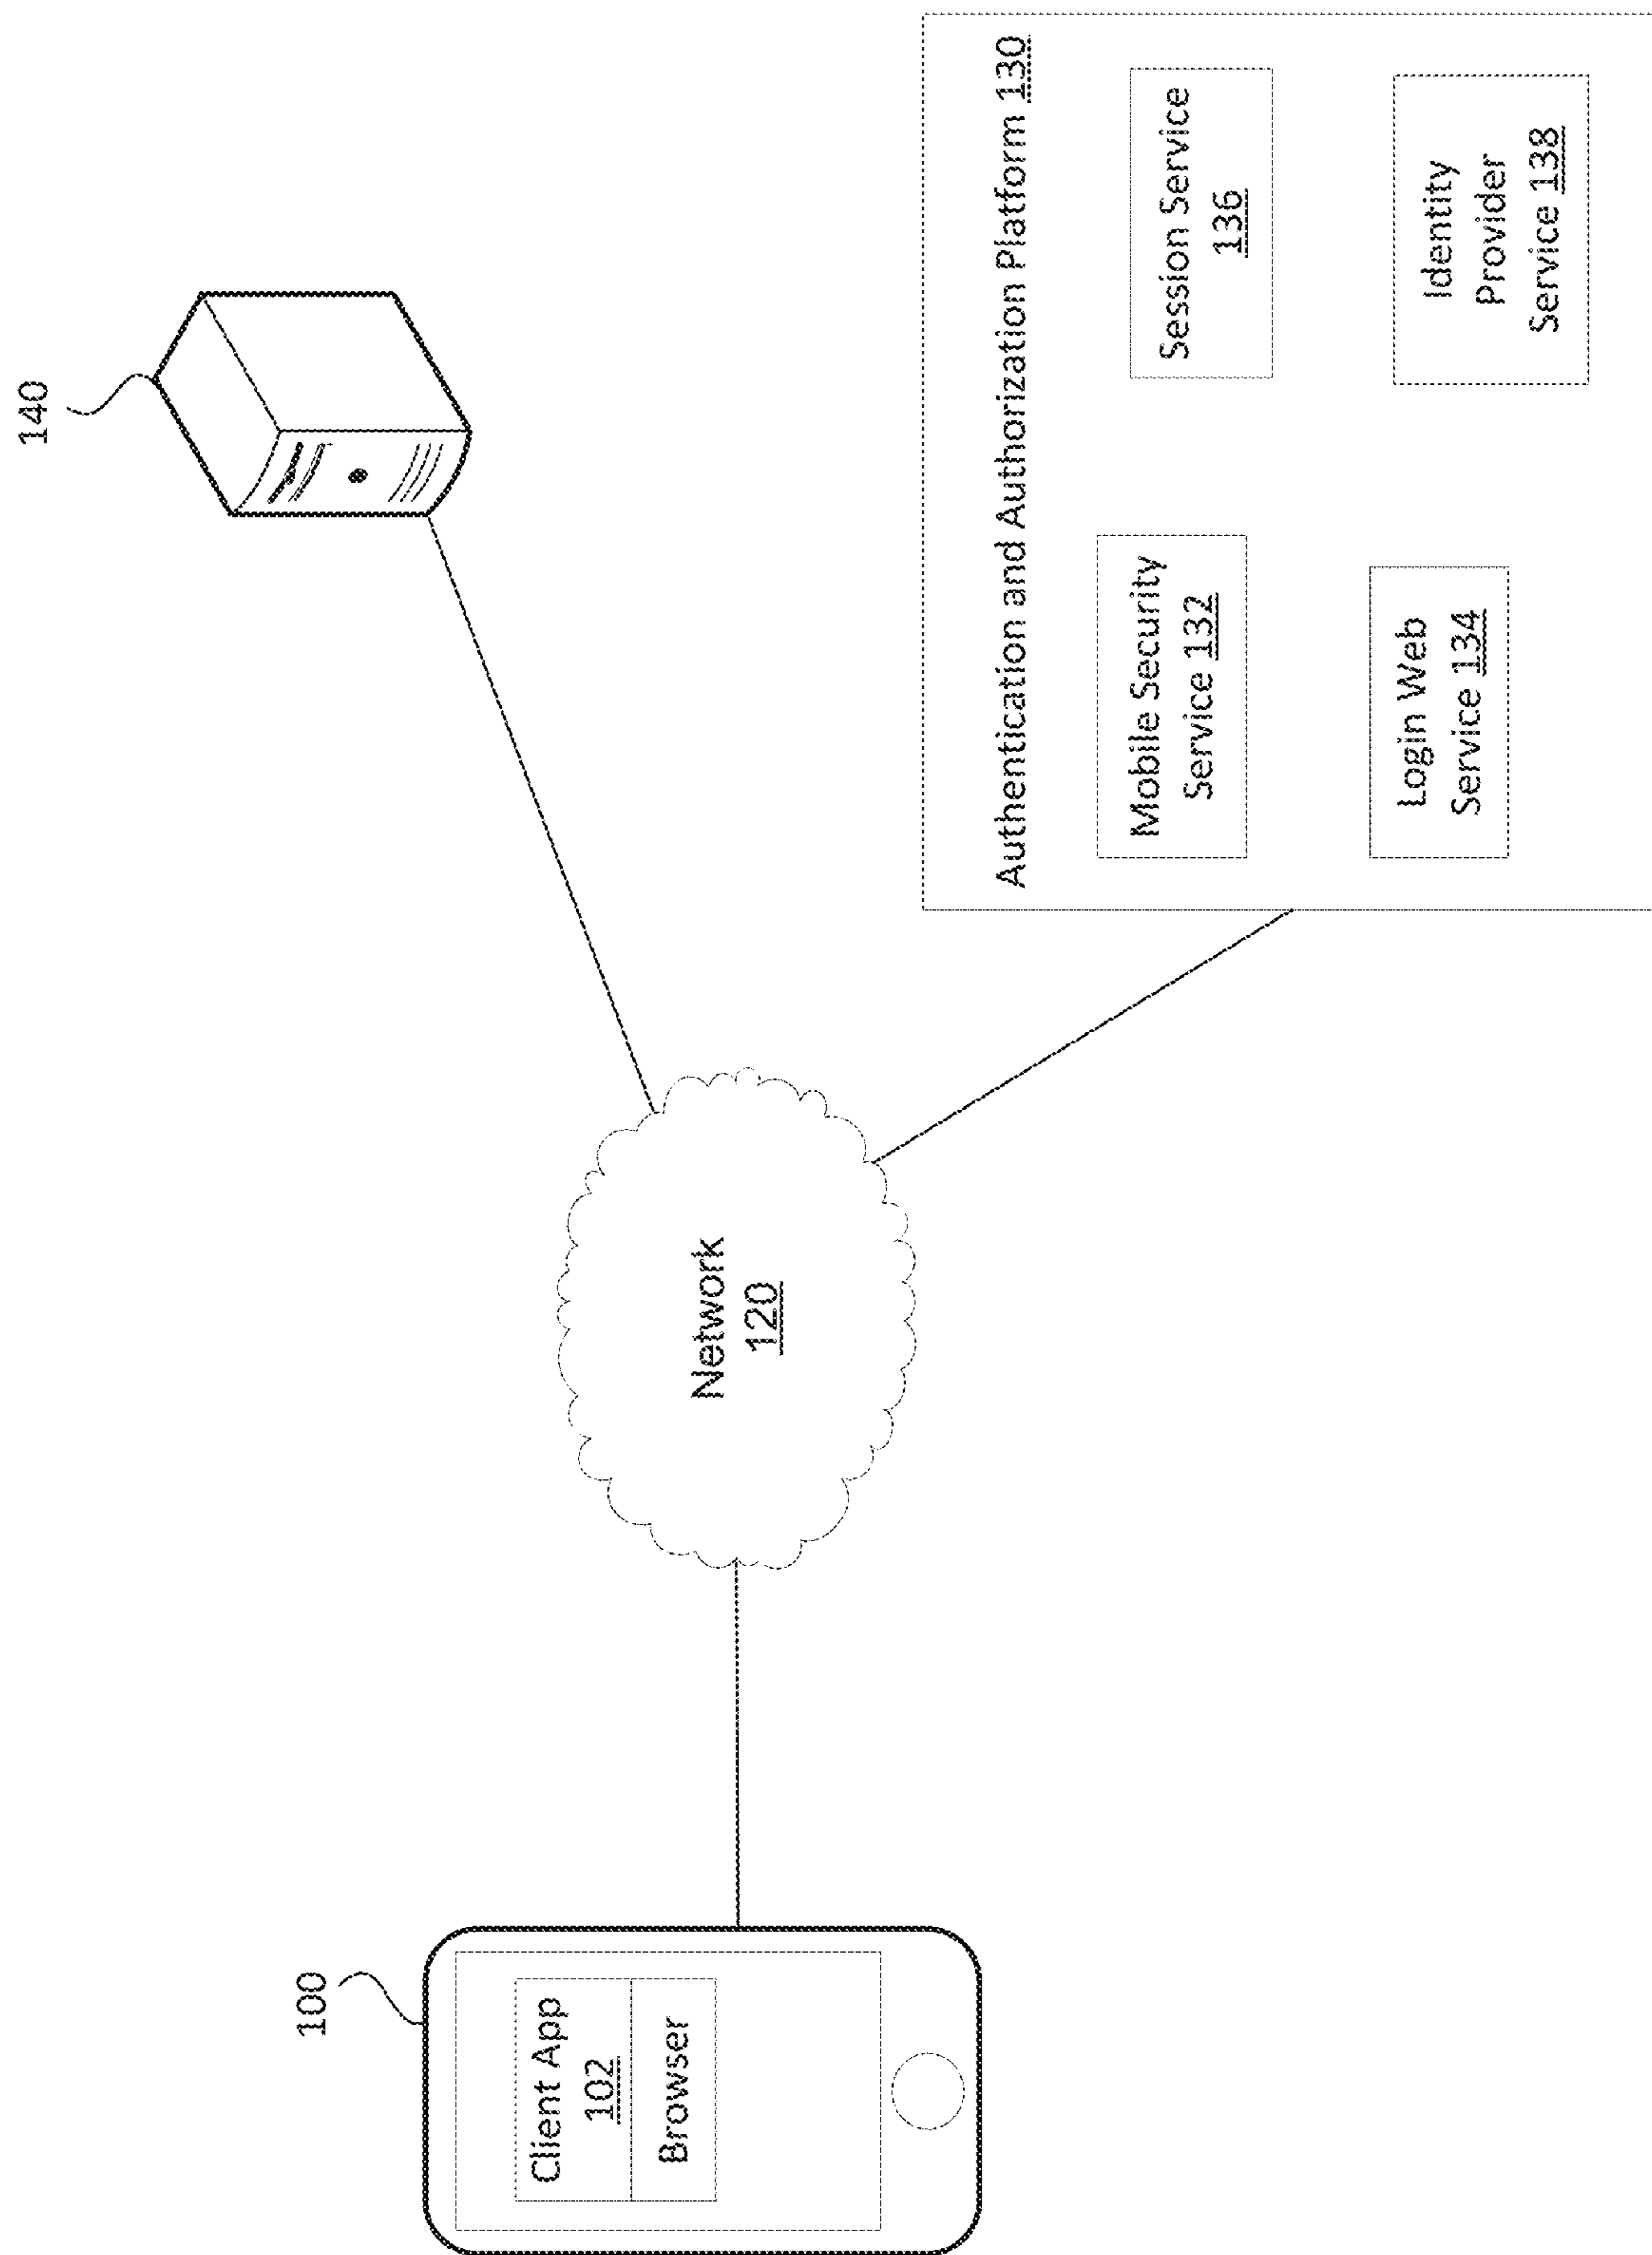 140
100
Client App
102
Browser
Network
120
Authentication and Authorization Platform 130
Mobile Security
Service 132
Session Service
136
Login Web
Service 134
Identity
Provider
Service 138